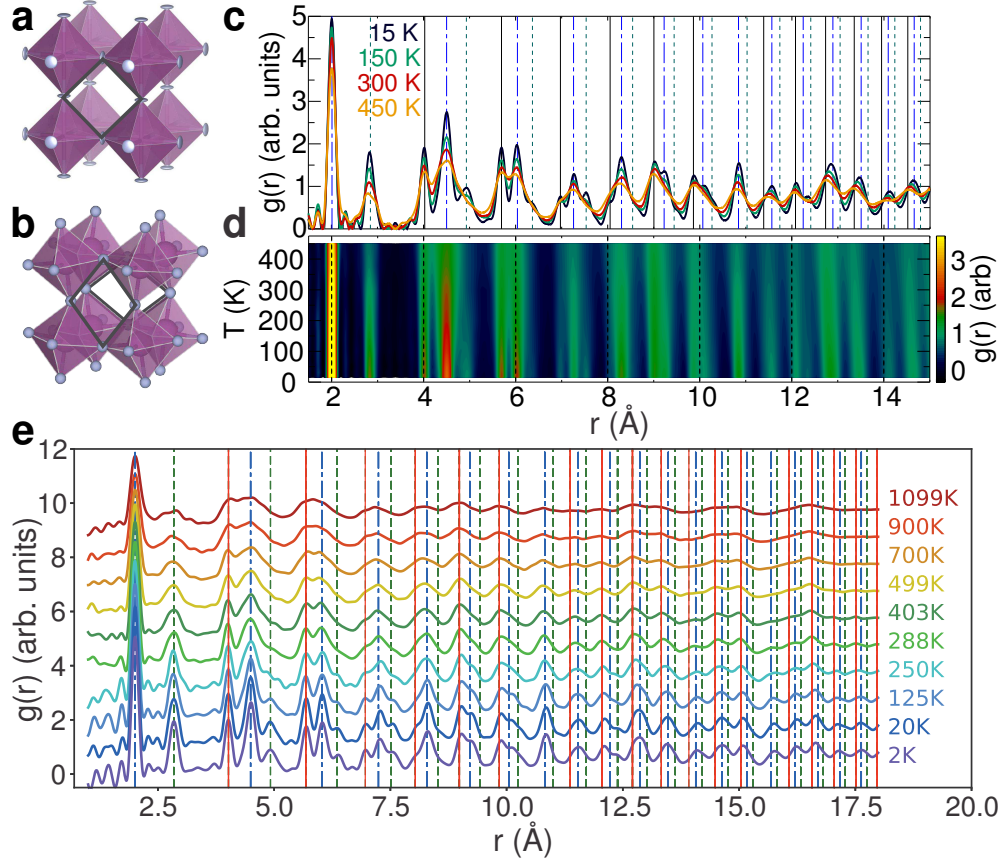 a
b
c
5
4
3
2
1
0
g(r) (arb. units)
15 K
150 K
300 K
450 K
d
400
300
200
100
0
T (K)
2
4
6
8
10
12
14
r (Å)
3
2
1
0
g(r) (arb)
e
12
10
8
6
4
2
0
g(r) (arb. units)
1099K
900K
700K
499K
403K
288K
250K
125K
20K
2K
2.5
5.0
7.5
10.0
12.5
15.0
17.5
20.0
r (Å)